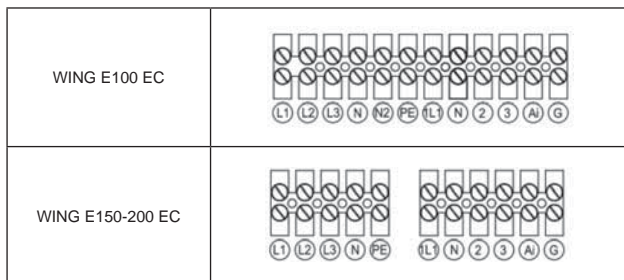 WING E100 EC
L1 L2 L3 N N2 PE 1L1 N 2 3 Ai G
WING E150-200 EC
L1 L2 L3 N PE 1L1 N 2 3 Ai G